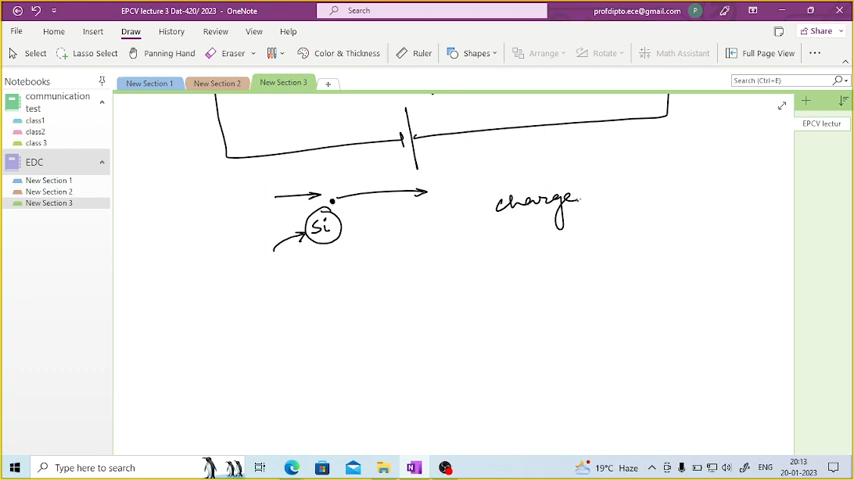 EPCV lecture 3 Dat-420/ 2023 - OneNote
Search
profdipto.ece@gmail.com
P
File Home Insert Draw History Review View Help
Share
Select Lasso Select Panning Hand Eraser Color & Thickness Ruler Shapes Arrange Rotate Math Assistant Full Page View
Notebooks
New Section 1 New Section 2 New Section 3 +
Search (Ctrl+E)
communication
test
class1
class2
class 3
EDC
New Section 1
New Section 2
New Section 3
EPCV lectur
charge
Si
Type here to search
19°C Haze
ENG
20:13
20-01-2023